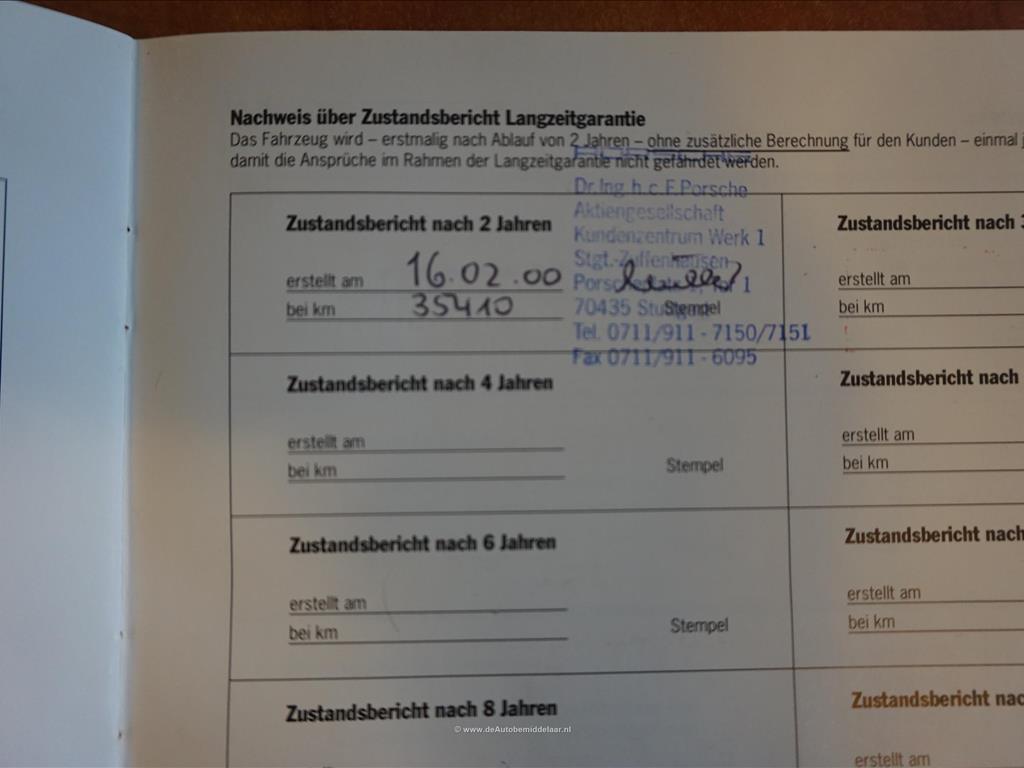 Nachweis über Zustandsbericht Langzeitgarantie
Das Fahrzeug wird – erstmalig nach Ablauf von 2 Jahren – ohne zusätzliche Berechnung für den Kunden – einmal
damit die Ansprüche im Rahmen der Langzeitgarantie nicht gefährdet werden.
Dr.Ing.h.c.F.Porsche
Aktiengesellschaft
Kundenzentrum Werk 1
Stgt.-Zuffenhausen
1
70435
Tel. 0711/911 - 7150/7151
Fax 0711/911 - 6095
Zustandsbericht nach 2 Jahren
erstellt am 16.02.00
bei km 35410
Stempel
Zustandsbericht nach
erstellt am
bei km
Zustandsbericht nach 4 Jahren
erstellt am
bei km
Stempel
Zustandsbericht nach
erstellt am
bei km
Zustandsbericht nach 6 Jahren
erstellt am
bei km
Stempel
Zustandsbericht nach
erstellt am
bei km
Zustandsbericht nach 8 Jahren
Zustandsbericht
erstellt am
© www.deAutobemiddelaar.nl